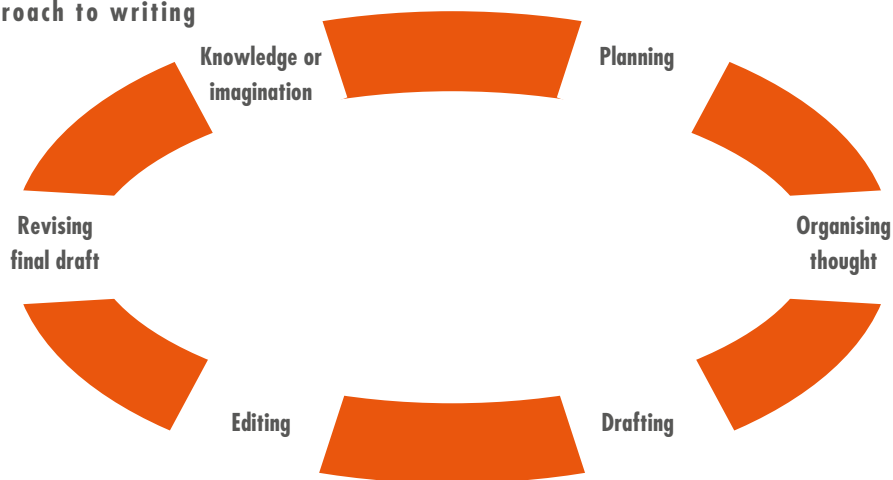 roach to writing
Knowledge or
imagination
Planning
Organising
thought
Drafting
Editing
Revising
final draft